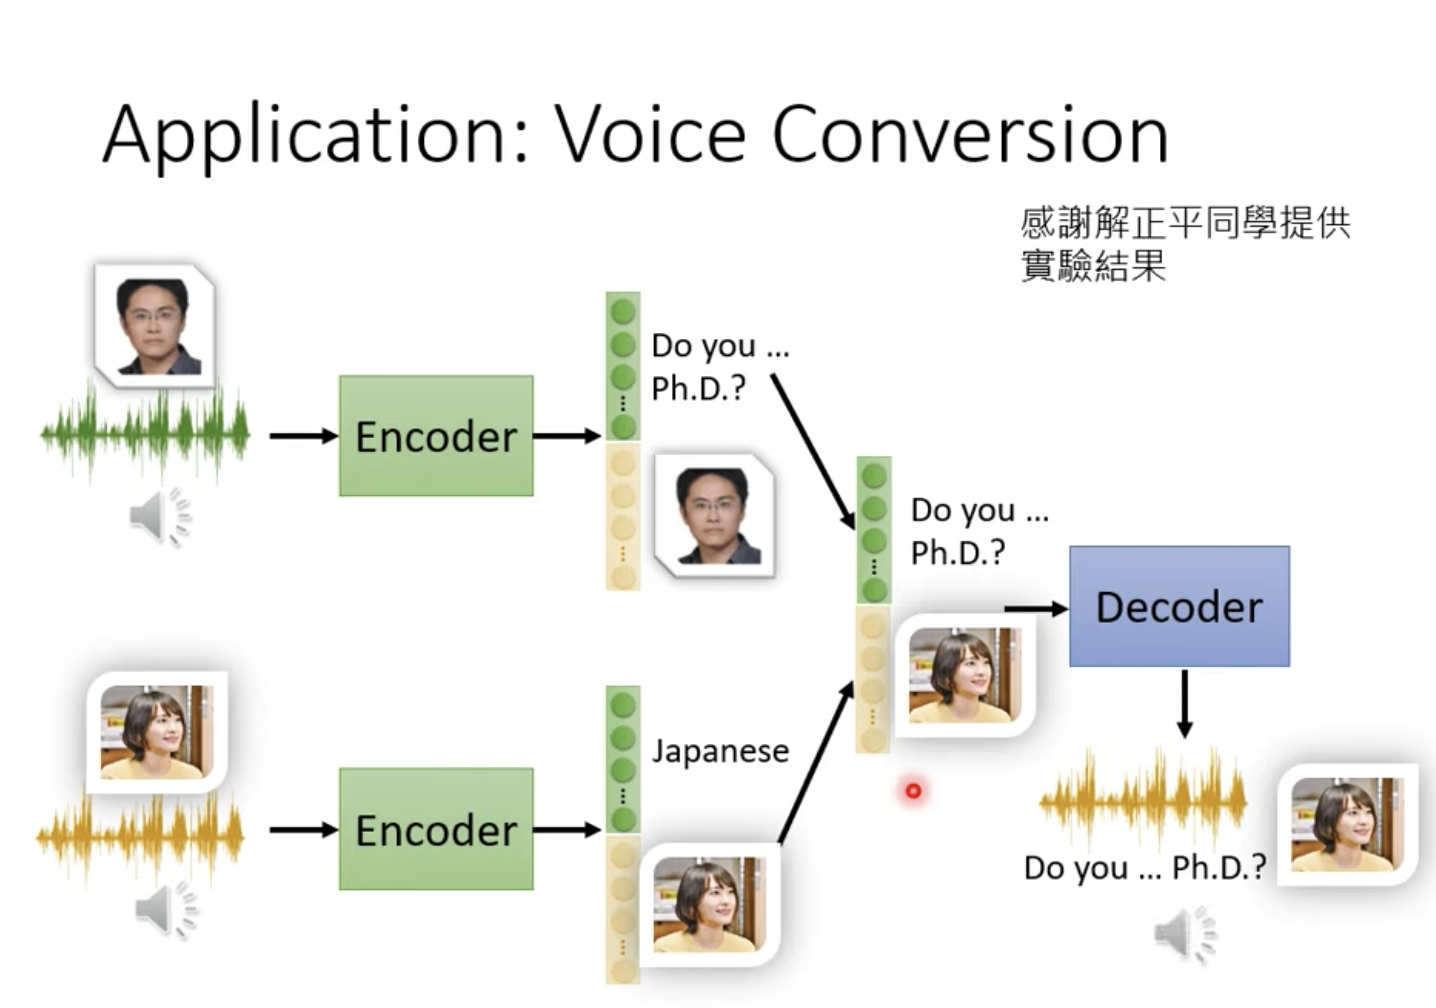 Application: Voice Conversion
感謝解正平同學提供
實驗結果
Encoder
Do you ...
Ph.D.?
Do you ...
Ph.D.?
Decoder
Encoder
Japanese
Do you ... Ph.D.?